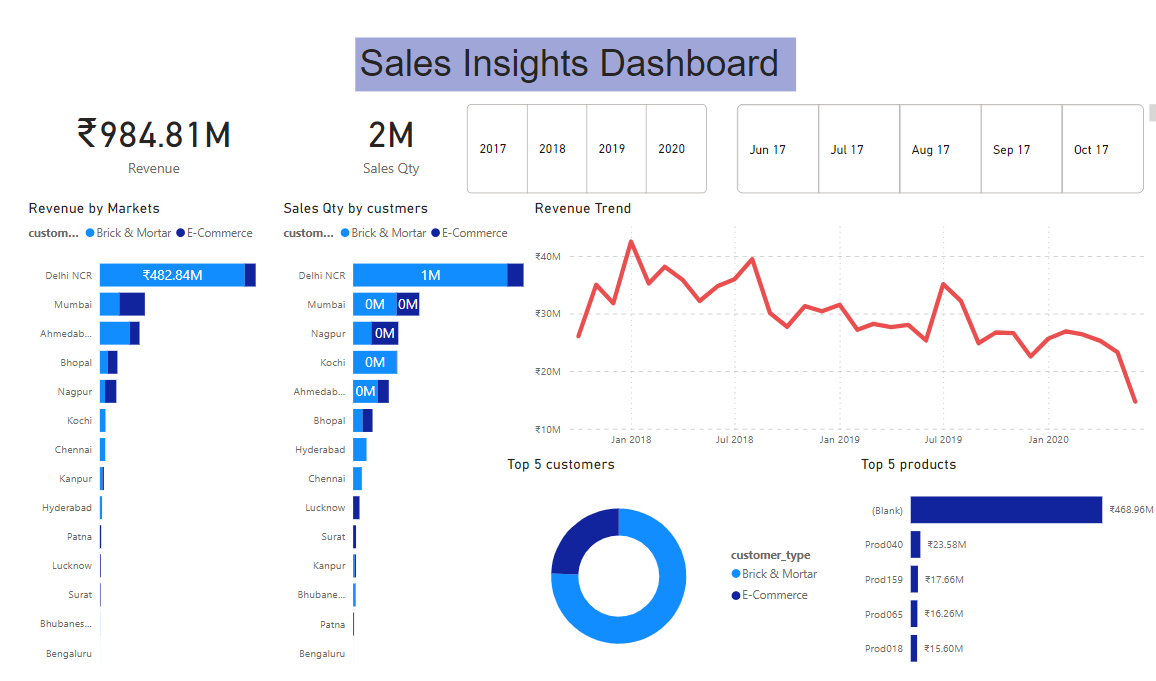 Sales Insights Dashboard
₹984.81M
Revenue
2M
Sales Qty
2017 2018 2019 2020
Jun 17 Jul 17 Aug 17 Sep 17 Oct 17
Revenue by Markets
custom... Brick & Mortar E-Commerce
Delhi NCR ₹482.84M
Mumbai
Ahmedab...
Bhopal
Nagpur
Kochi
Chennai
Kanpur
Hyderabad
Patna
Lucknow
Surat
Bhubanes...
Bengaluru
Sales Qty by custmers
custom... Brick & Mortar E-Commerce
Delhi NCR 1M
Mumbai 0M 0M
Nagpur 0M
Kochi 0M
Ahmedab... 0M
Bhopal
Hyderabad
Chennai
Lucknow
Surat
Kanpur
Bhubane...
Patna
Bengaluru
Revenue Trend
₹40M
₹30M
₹20M
₹10M
Jan 2018 Jul 2018 Jan 2019 Jul 2019 Jan 2020
Top 5 customers
customer_type
Brick & Mortar
E-Commerce
Top 5 products
(Blank) ₹468.96M
Prod040 ₹23.58M
Prod159 ₹17.66M
Prod065 ₹16.26M
Prod018 ₹15.60M